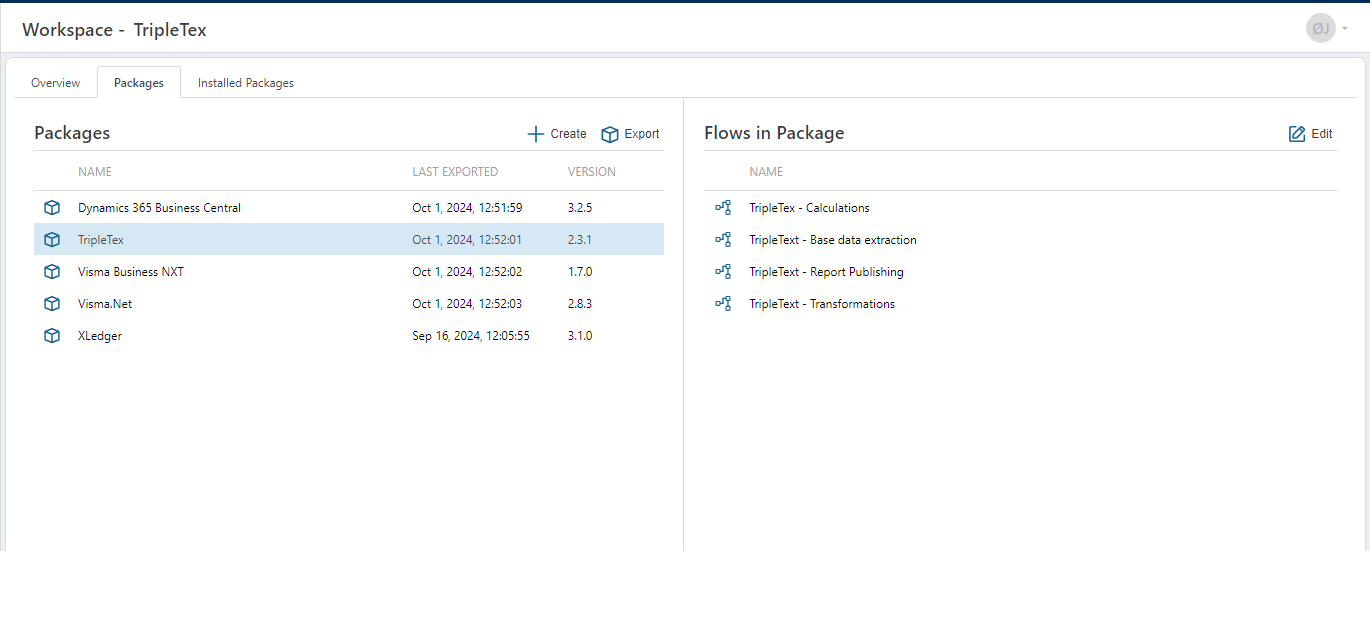 Workspace - TripleTex
ØJ
Overview Packages Installed Packages
Packages
Create Export
NAME LAST EXPORTED VERSION
Dynamics 365 Business Central Oct 1, 2024, 12:51:59 3.2.5
TripleTex Oct 1, 2024, 12:52:01 2.3.1
Visma Business NXT Oct 1, 2024, 12:52:02 1.7.0
Visma.Net Oct 1, 2024, 12:52:03 2.8.3
XLedger Sep 16, 2024, 12:05:55 3.1.0
Flows in Package
Edit
NAME
TripleTex - Calculations
TripleText - Base data extraction
TripleText - Report Publishing
TripleText - Transformations